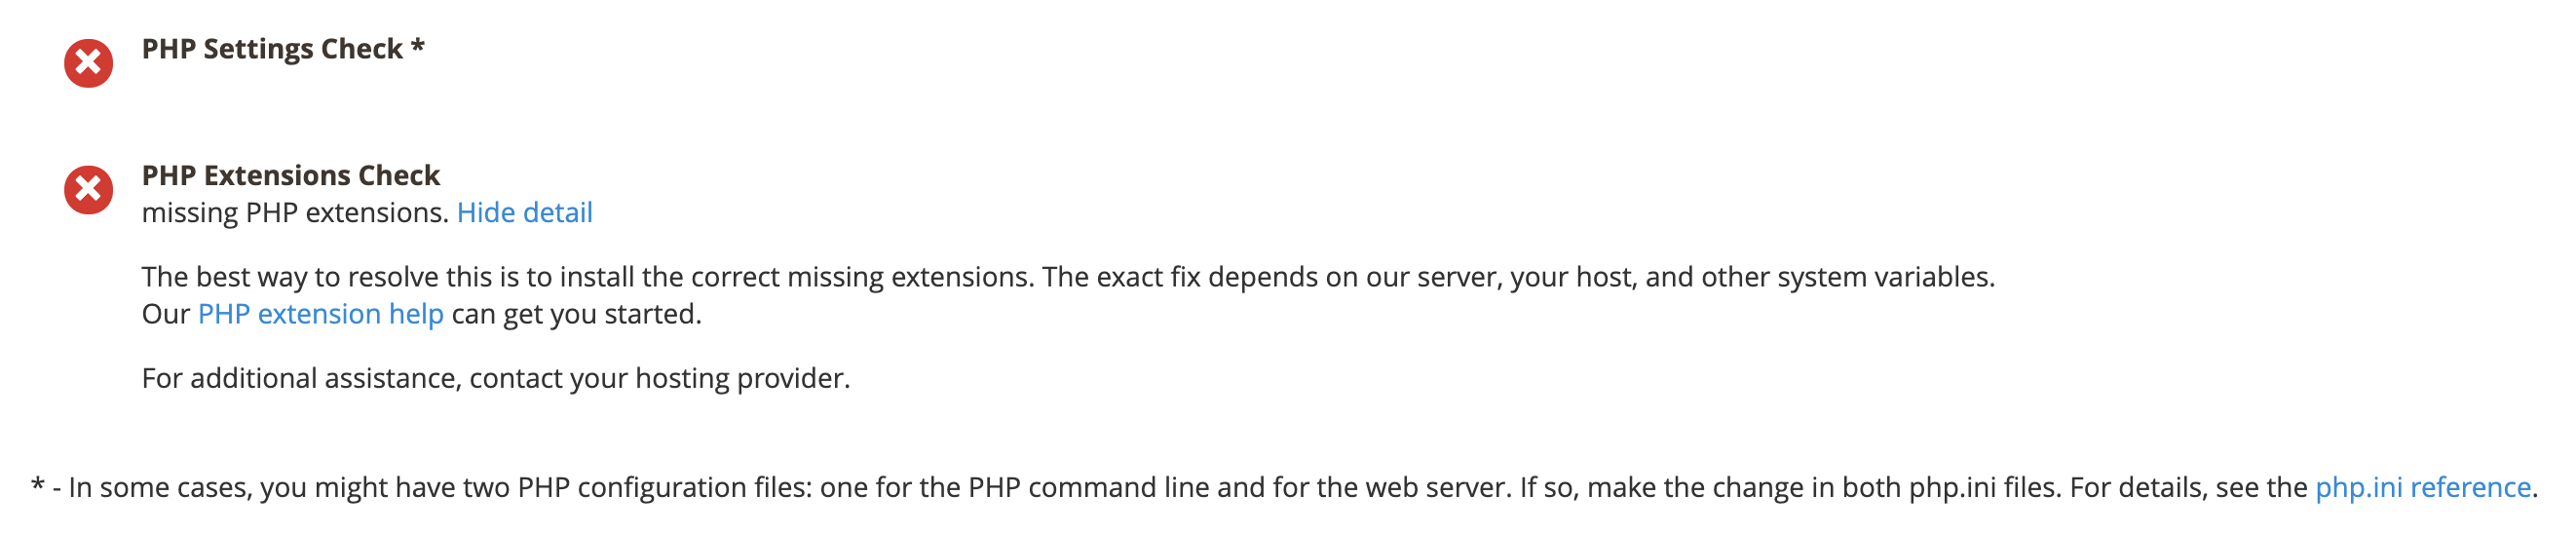 PHP Settings Check *
PHP Extensions Check
missing PHP extensions. Hide detail
The best way to resolve this is to install the correct missing extensions. The exact fix depends on our server, your host, and other system variables.
Our PHP extension help can get you started.
For additional assistance, contact your hosting provider.
* - In some cases, you might have two PHP configuration files: one for the PHP command line and for the web server. If so, make the change in both php.ini files. For details, see the php.ini reference.